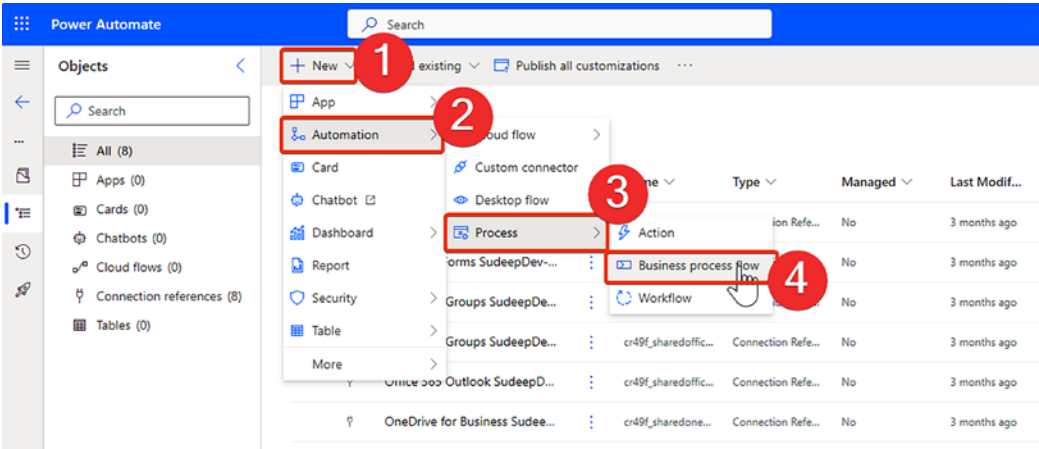 Power Automate
Search
Objects
+ New
1
existing
Publish all customizations
...
Search
App
2
Automation
Cloud flow
All (8)
Card
Custom connector
Apps (0)
Chatbot
Desktop flow
3
Type
Managed
Last Modif...
Cards (0)
Dashboard
Process
Action
No
3 months ago
Chatbots (0)
Report
orms SudeepDev-...
Business process flow
4
No
3 months ago
Cloud flows (0)
Security
Groups SudeepDe...
Workflow
No
3 months ago
Connection references (8)
Table
Groups SudeepDe...
cr49f_sharedoffic...
Connection Refe...
No
3 months ago
Tables (0)
More
Office 365 Outlook SudeepD...
cr49f_sharedoffic...
Connection Refe...
No
3 months ago
OneDrive for Business Sudee...
cr49f_sharedone...
Connection Refe...
No
3 months ago